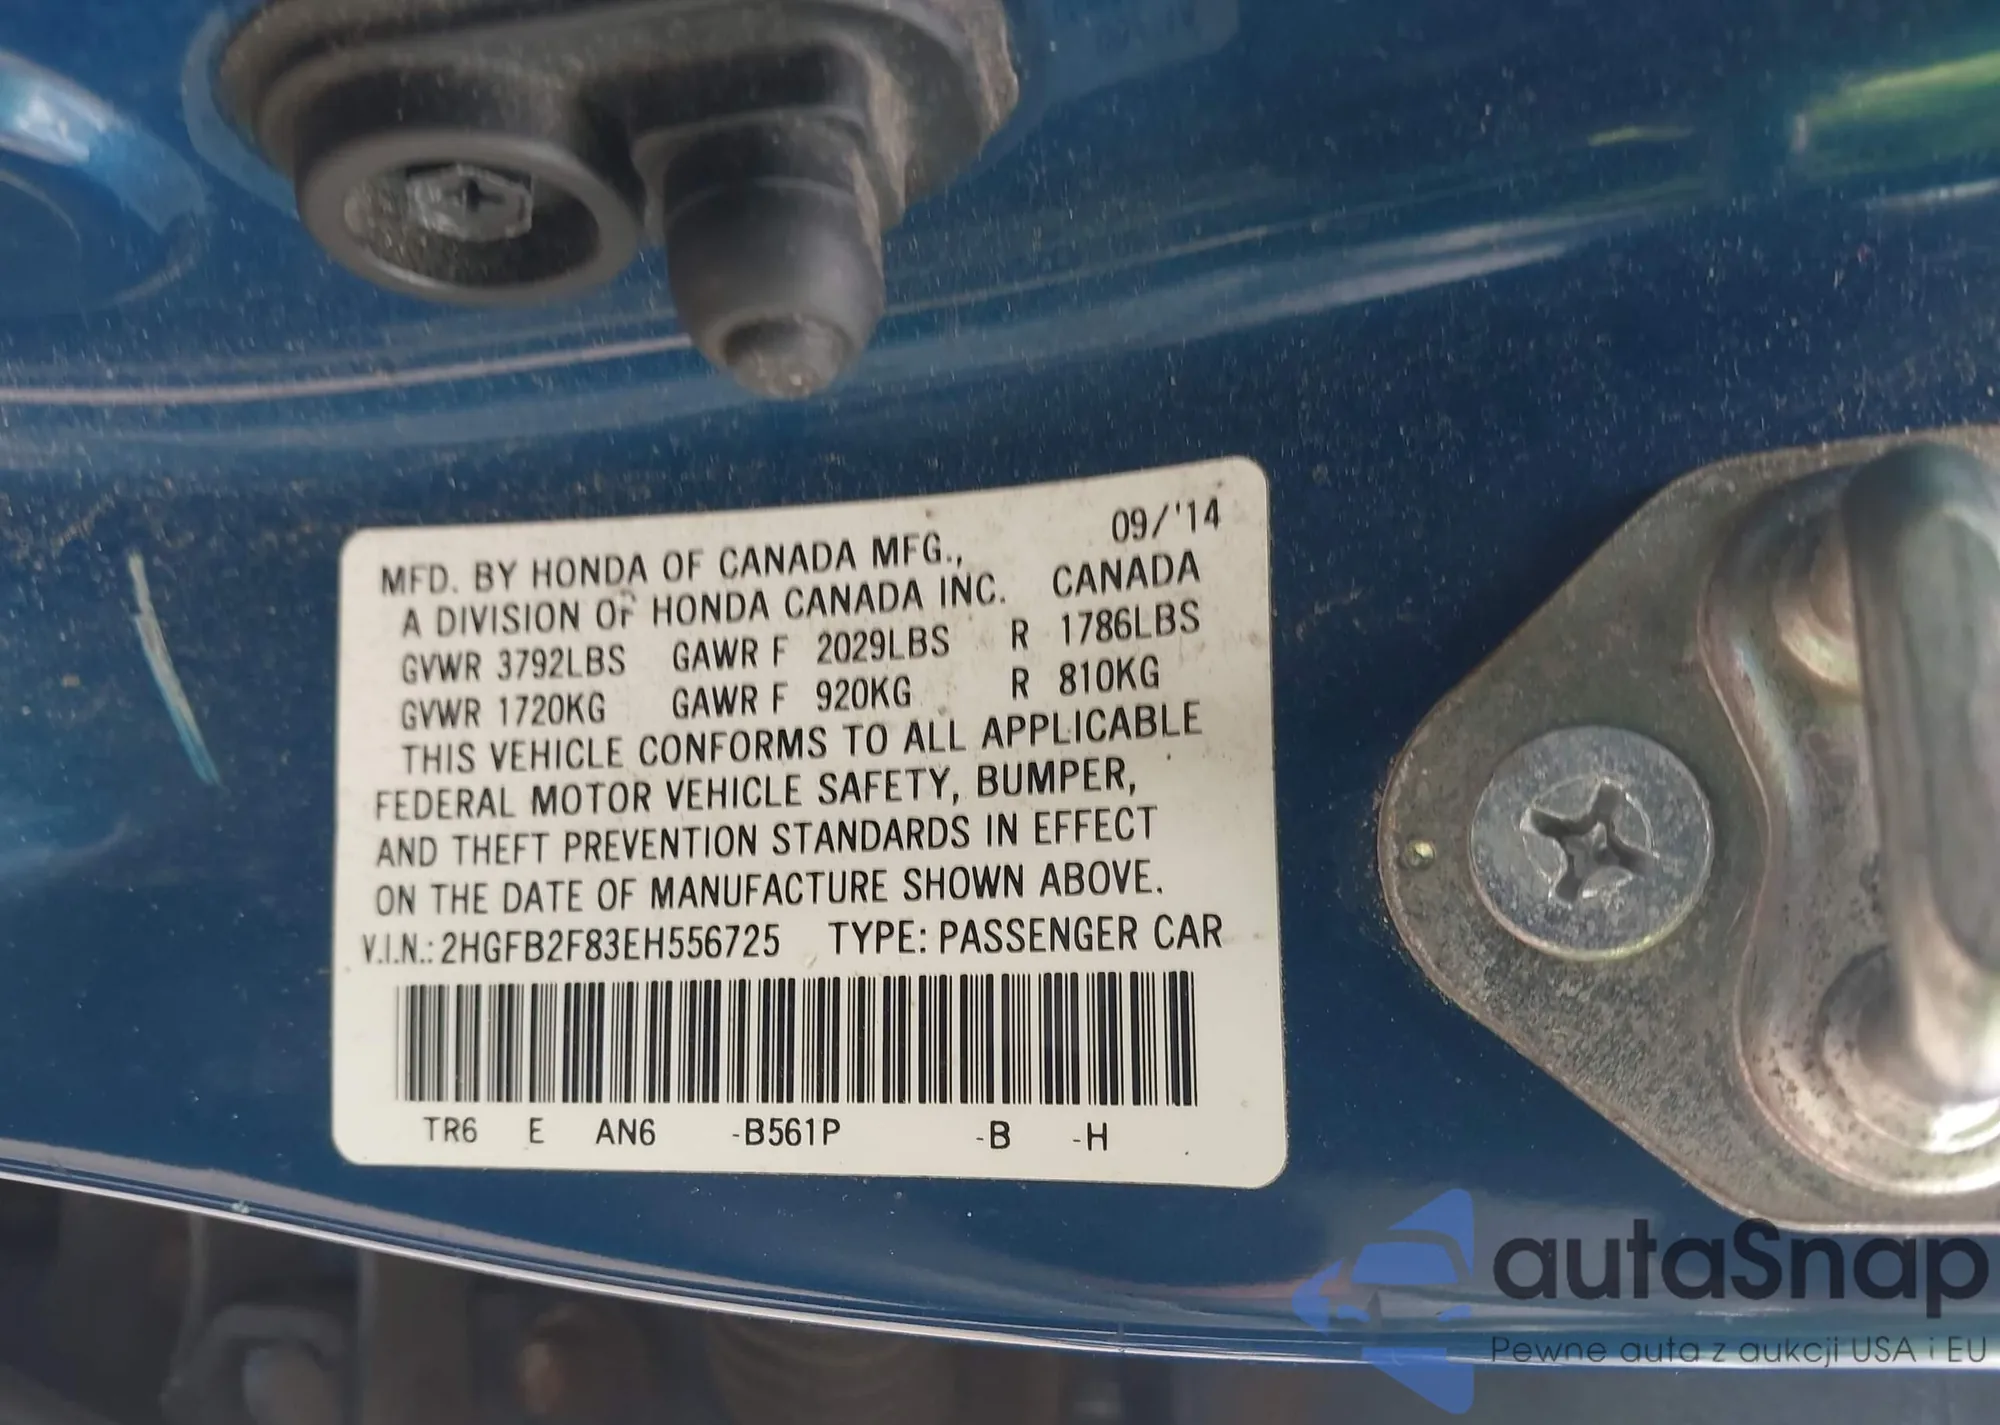 09/'14
MFD. BY HONDA OF CANADA MFG.,
A DIVISION OF HONDA CANADA INC. CANADA
GVWR 3792LBS GAWR F 2029LBS R 1786LBS
GVWR 1720KG GAWR F 920KG R 810KG
THIS VEHICLE CONFORMS TO ALL APPLICABLE
FEDERAL MOTOR VEHICLE SAFETY, BUMPER,
AND THEFT PREVENTION STANDARDS IN EFFECT
ON THE DATE OF MANUFACTURE SHOWN ABOVE.
V.I.N.: 2HGFB2F83EH556725 TYPE: PASSENGER CAR
TR6 E AN6 -B561P -B -H
autaSnap
Pewne auta z aukcji USA i EU